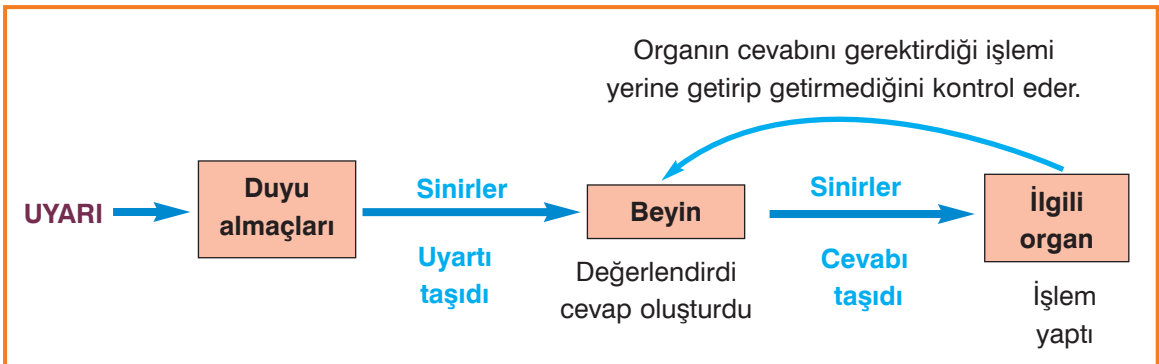 Organın cevabını gerektirdiği işlemi
yerine getirip getirmediğini kontrol eder.
UYARI
Duyu
almaçları
Sinirler
Uyartı
taşıdı
Beyin
Değerlendirdi
cevap oluşturdu
Sinirler
Cevabı
taşıdı
İlgili
organ
İşlem
yaptı